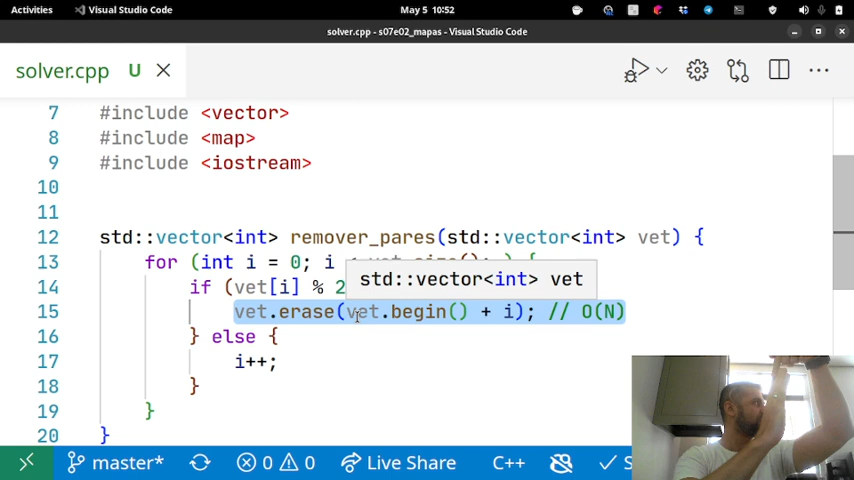 Activities Visual Studio Code May 5 10:52
solver.cpp - s07e02_mapas - Visual Studio Code
solver.cpp U
7 #include <vector>
8 #include <map>
9 #include <iostream>
10
11
12 std::vector<int> remover_pares(std::vector<int> vet) {
13 for (int i = 0; i < vet.size(); ) {
std::vector<int> vet
14 if (vet[i] % 2
15 vet.erase(vet.begin() + i); // O(N)
16 } else {
17 i++;
18 }
19 }
20 }
master* 0 0 Live Share C++